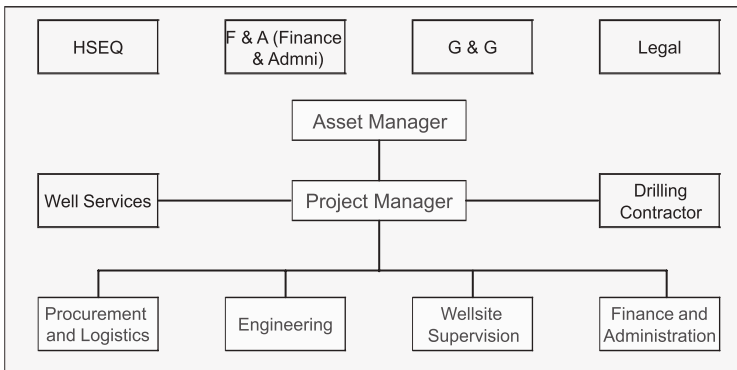 HSEQ
F & A (Finance
& Admni)
G & G
Legal
Asset Manager
Well Services
Project Manager
Drilling
Contractor
Procurement
and Logistics
Engineering
Wellsite
Supervision
Finance and
Administration